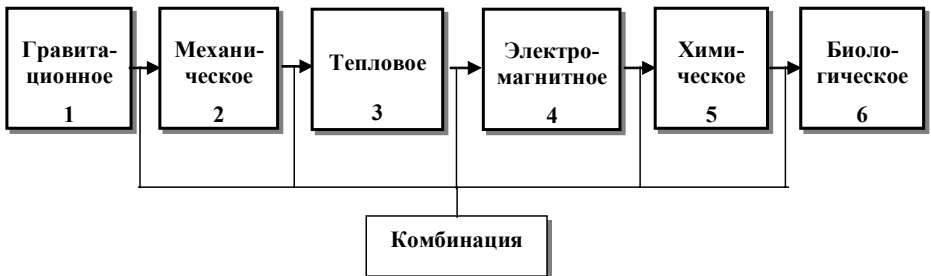 Гравита-
ционное
1
Механи-
ческое
2
Тепловое
3
Электро-
магнитное
4
Хими-
ческое
5
Биоло-
гическое
6
Комбинация